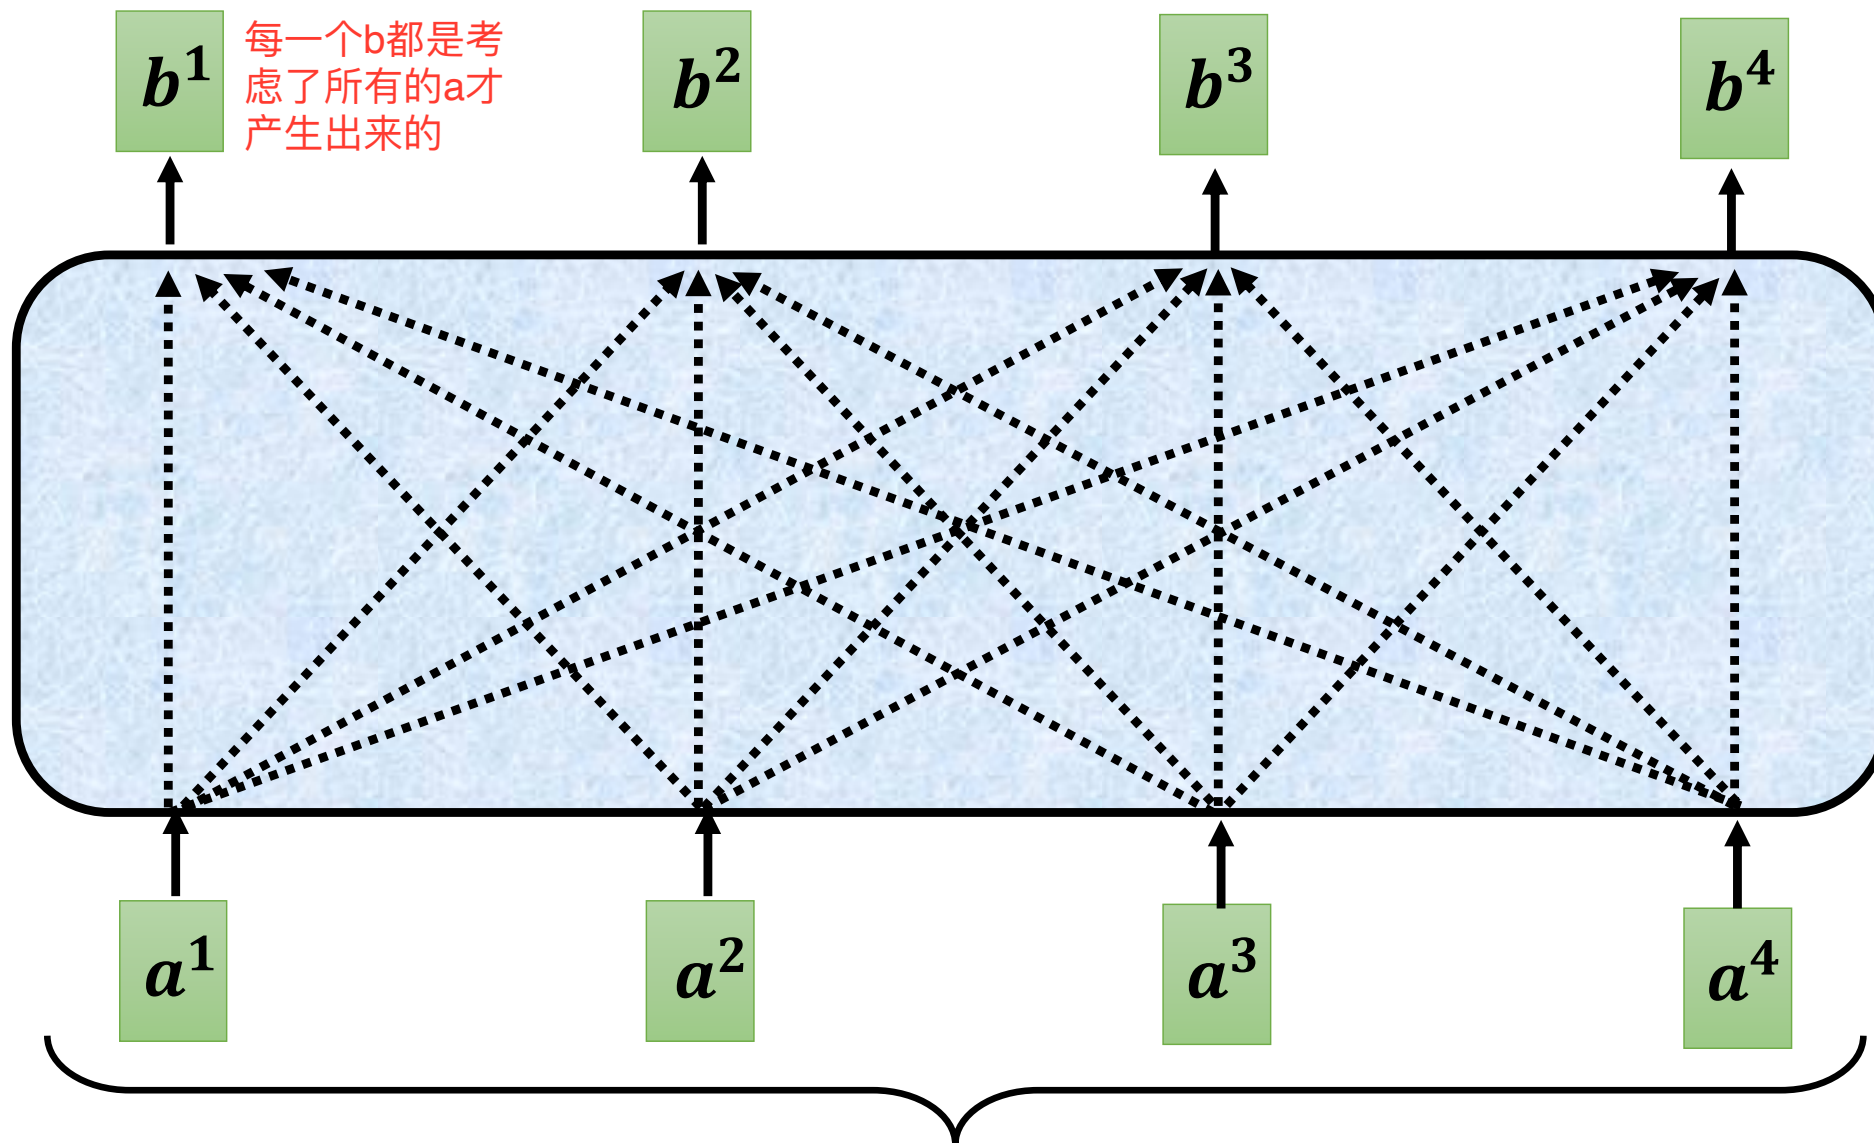 b¹
每一个b都是考
虑了所有的a才
产生出来的
b²
b³
b⁴
a¹
a²
a³
a⁴